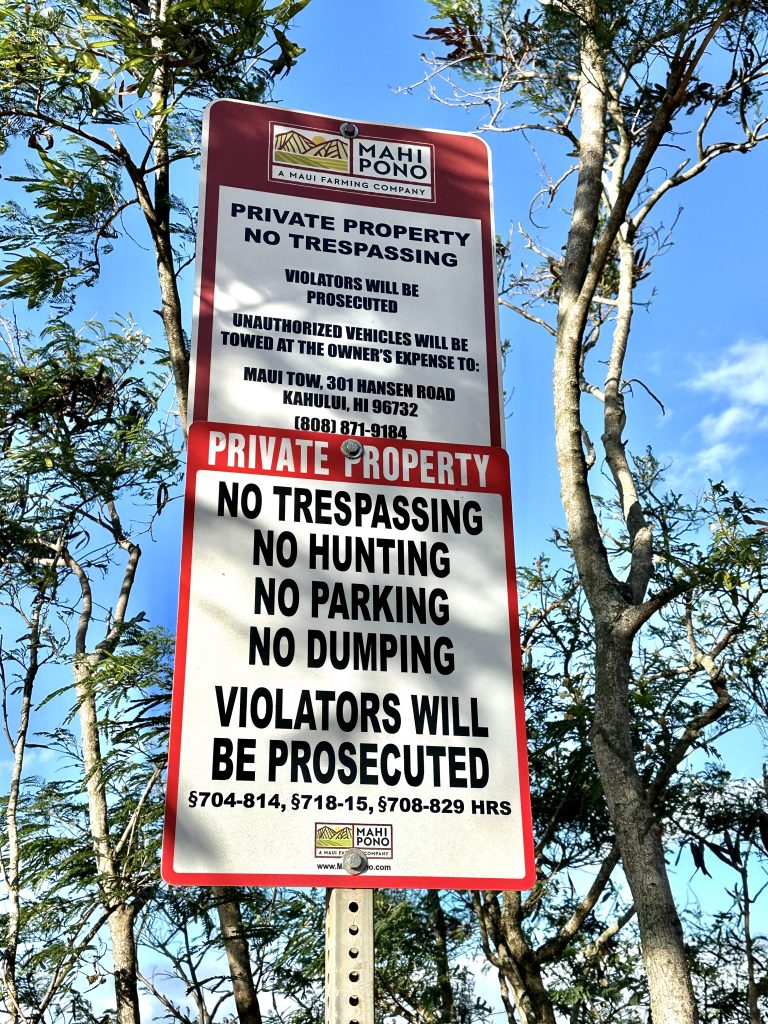 MAHI
PONO
A MAUI FARMING COMPANY
PRIVATE PROPERTY
NO TRESPASSING
VIOLATORS WILL BE
PROSECUTED
UNAUTHORIZED VEHICLES WILL BE
TOWED AT THE OWNER'S EXPENSE TO:
MAUI TOW, 301 HANSEN ROAD
KAHULUI, HI 96732
(808) 871-9184
PRIVATE PROPERTY
NO TRESPASSING
NO HUNTING
NO PARKING
NO DUMPING
VIOLATORS WILL
BE PROSECUTED
§704-814, §718-15, §708-829 HRS
MAHI
PONO
A MAUI FARMING COMPANY